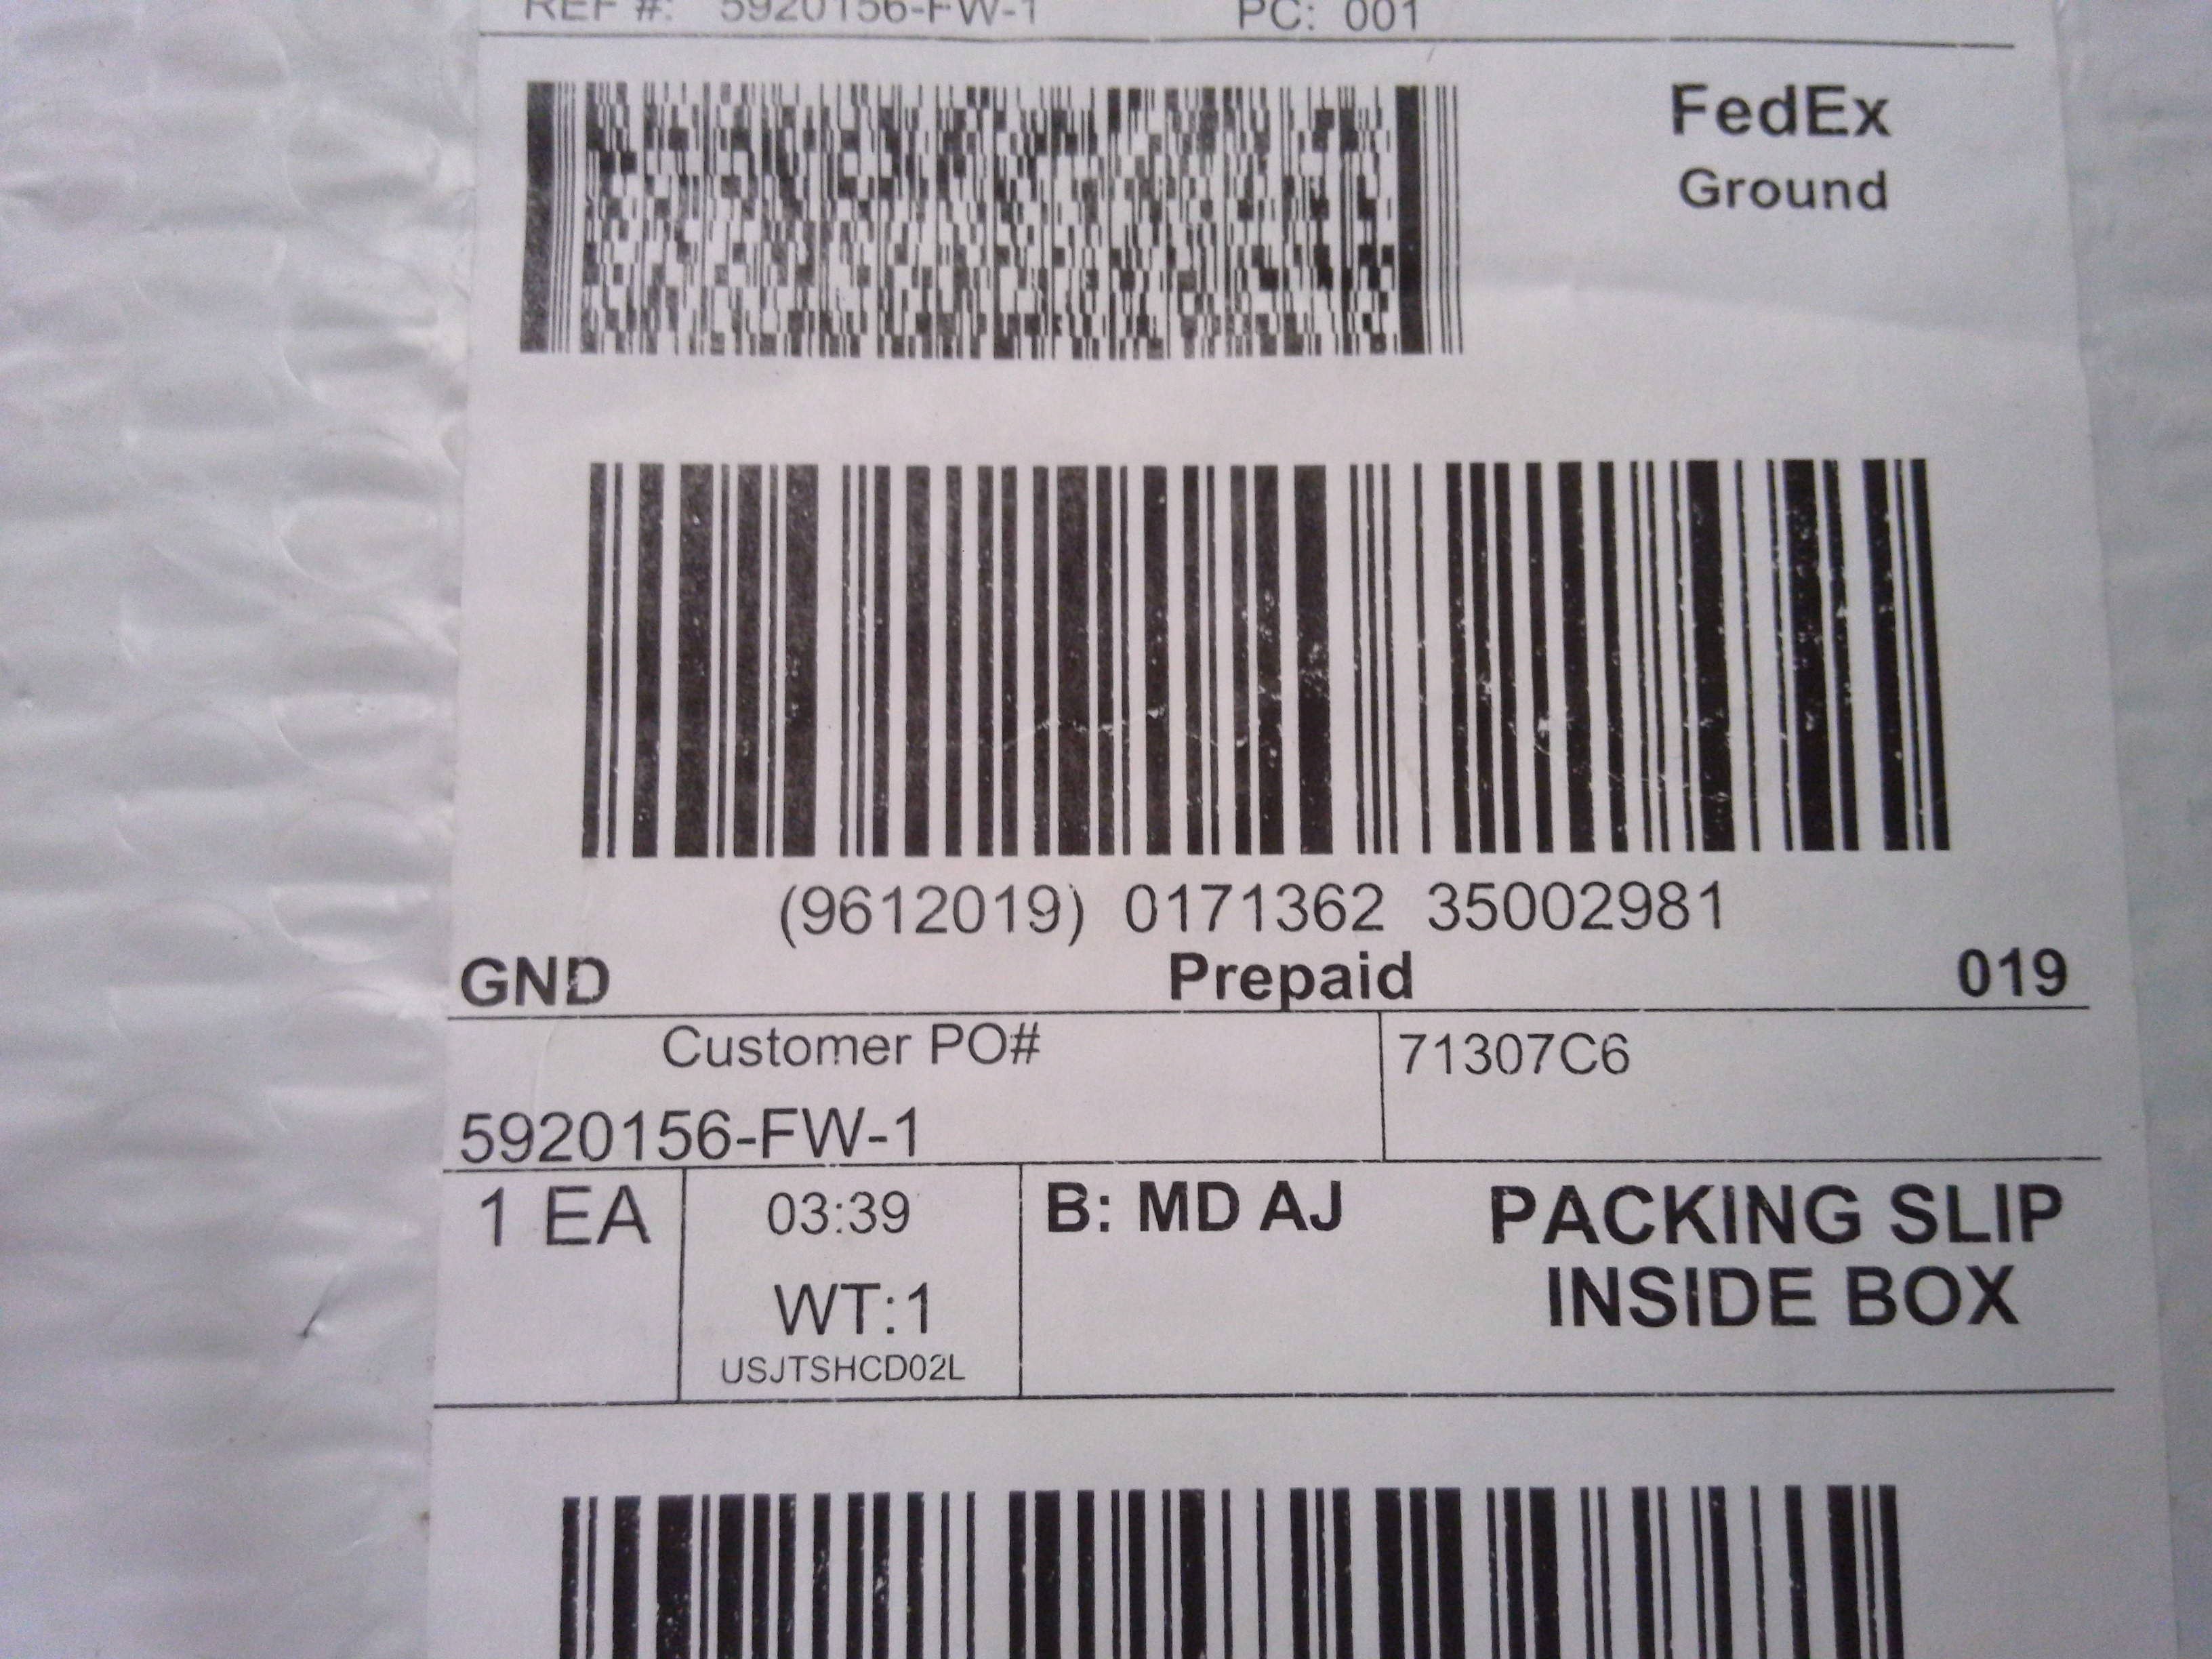 REF #: 5920156-FW-1 PC: 001
FedEx
Ground
(9612019) 0171362 35002981
GND Prepaid 019
Customer PO# 71307C6
5920156-FW-1
1 EA 03:39 B: MD AJ PACKING SLIP
WT:1 INSIDE BOX
USJTSHCD02L